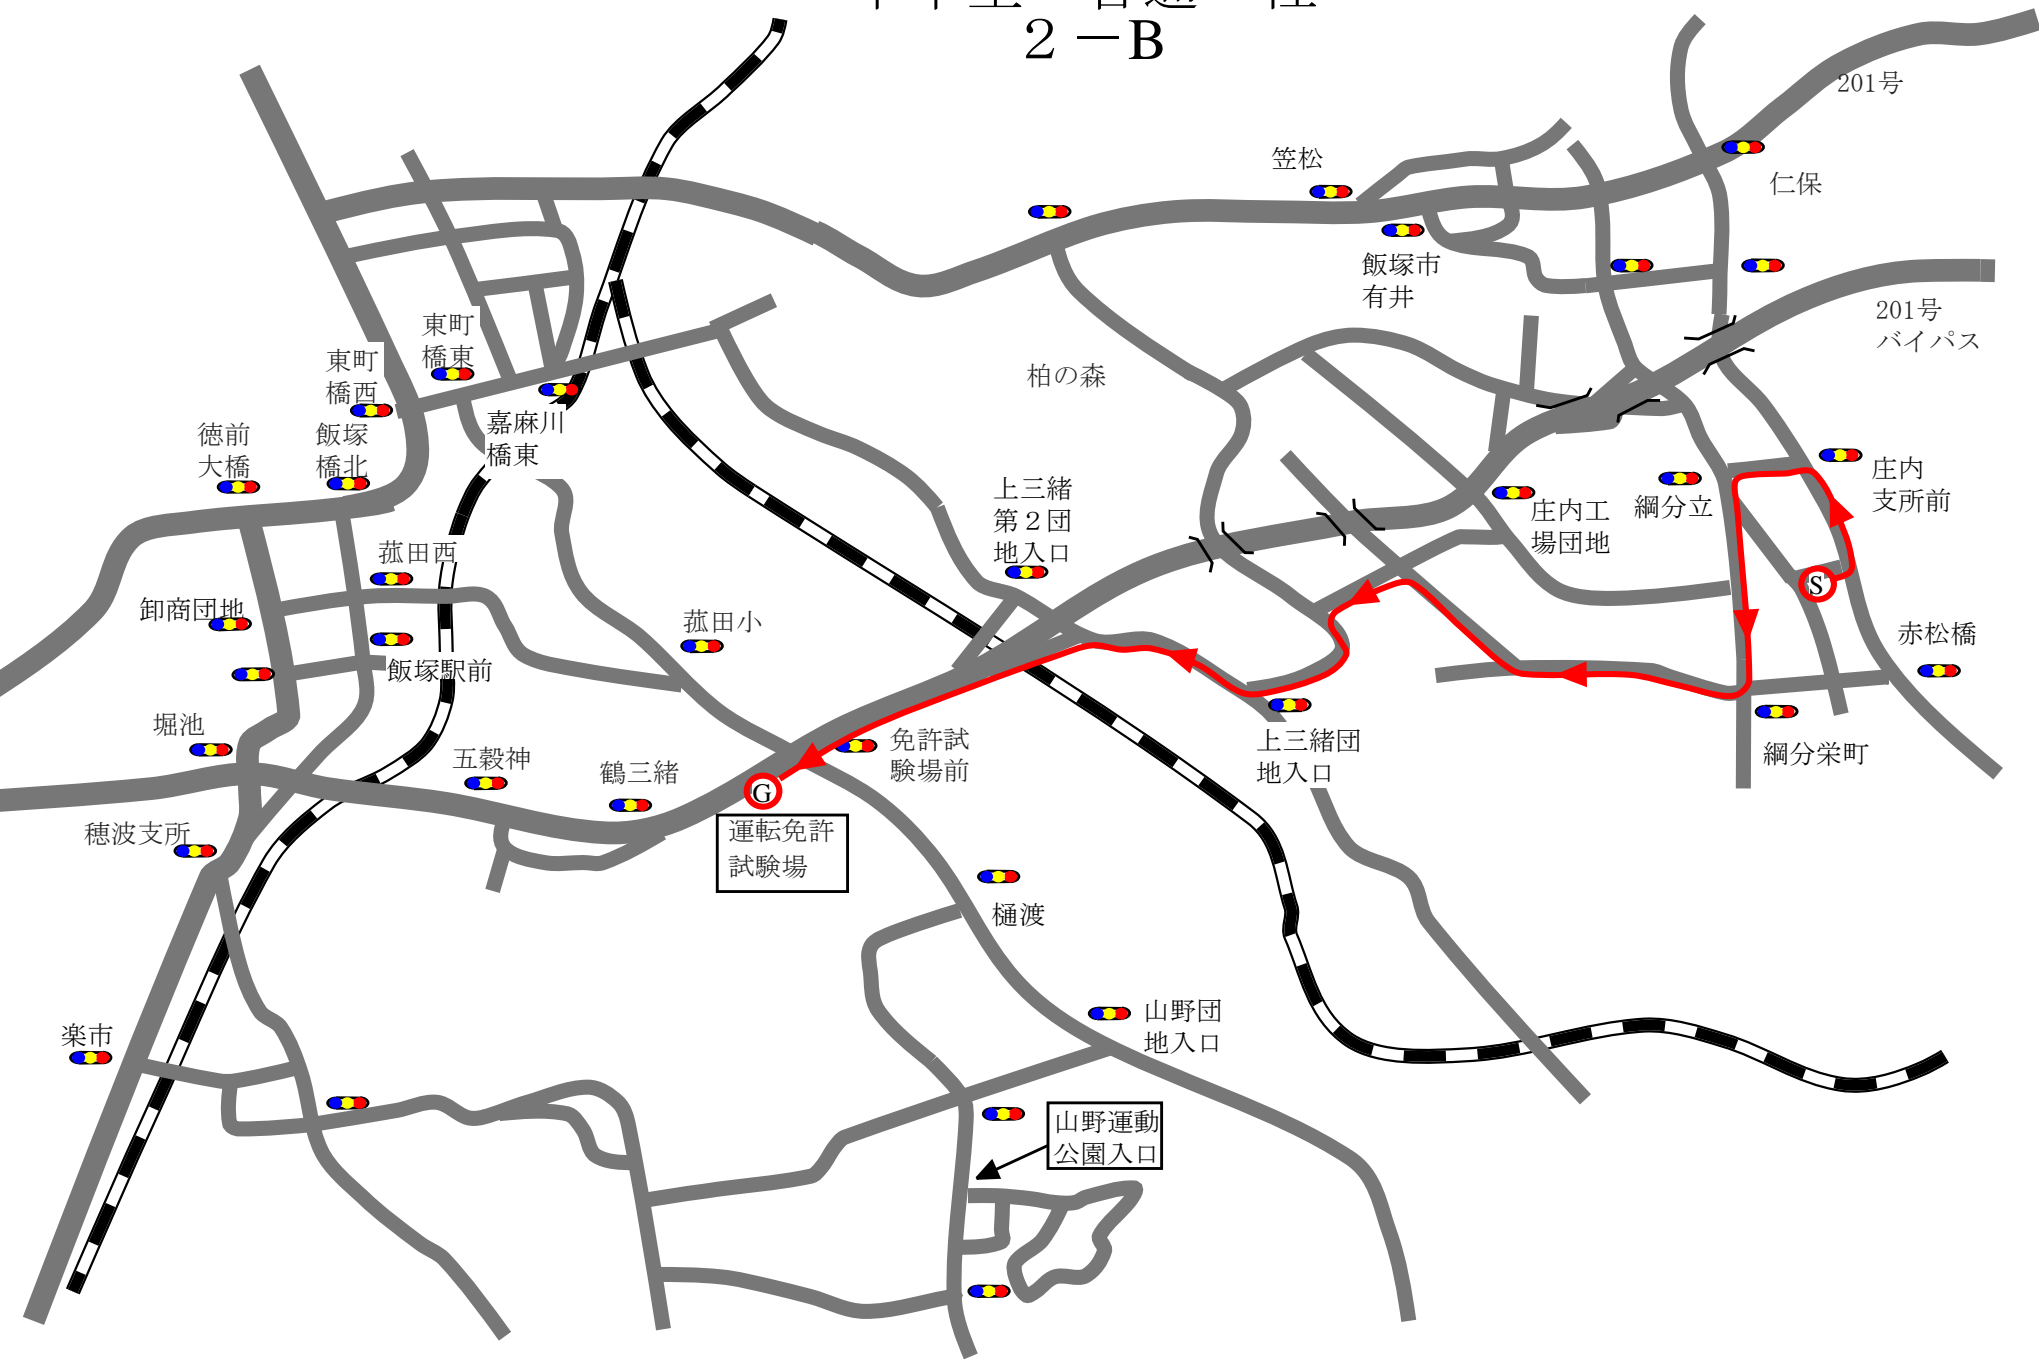 ２－B
201号
笠松
仁保
飯塚市
有井
201号
バイパス
東町
橋東
東町
橋西
柏の森
嘉麻川
橋東
徳前
大橋
飯塚
橋北
上三緒
第２団
地入口
庄内工
場団地
綱分立
庄内
支所前
菰田西
S
卸商団地
菰田小
赤松橋
飯塚駅前
堀池
免許試
験場前
上三緒団
地入口
綱分栄町
五穀神
鶴三緒
G
運転免許
試験場
穂波支所
樋渡
山野団
地入口
楽市
山野運動
公園入口